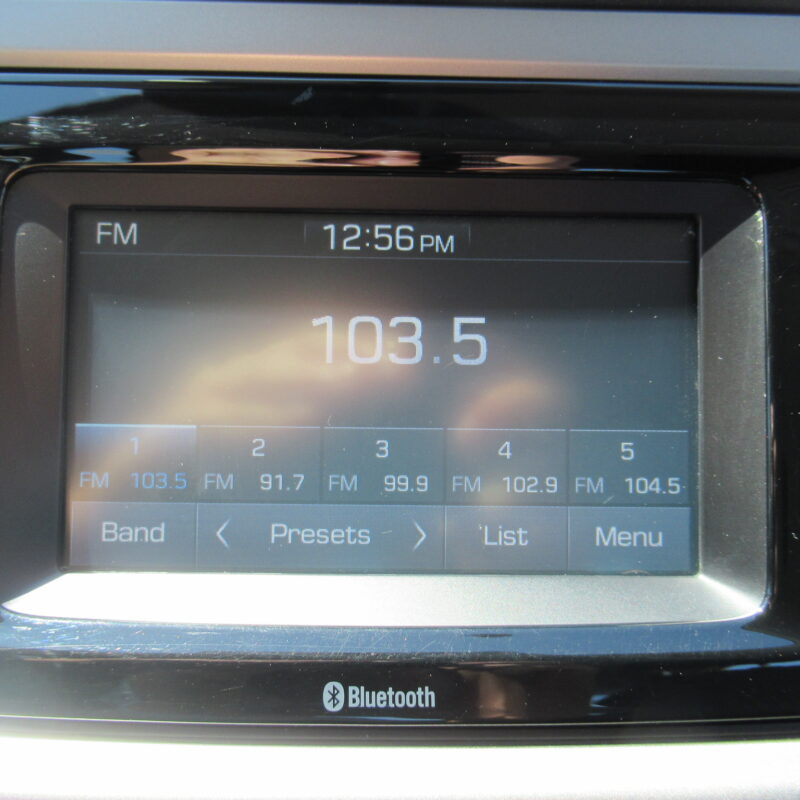 FM 12:56 PM
103.5
1 2 3 4 5
FM 103.5 FM 91.7 FM 99.9 FM 102.9 FM 104.5
Band < Presets > List Menu
Bluetooth